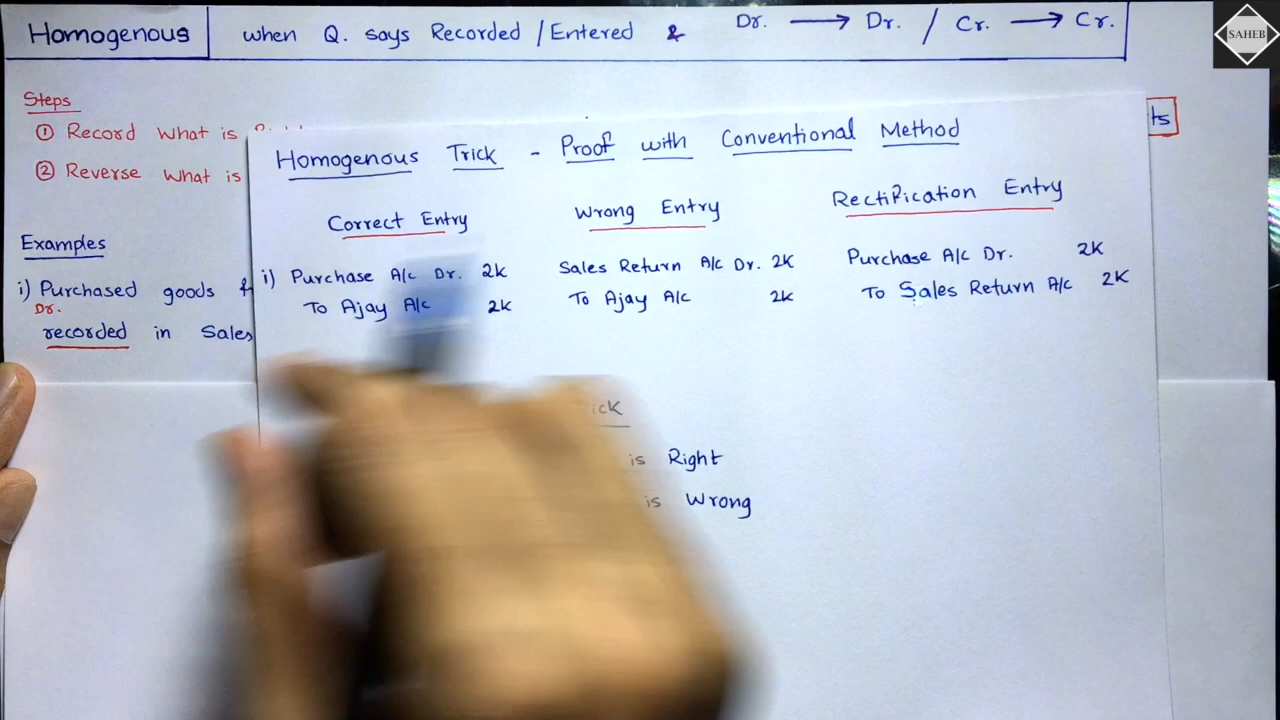 Homogenous when Q. says Recorded / Entered & Dr. → Dr. / Cr. → Cr.
SAHEB
Steps
① Record what is
② Reverse what is
ts
Examples
i) Purchased goods &
Dr.
recorded in Sales
Homogenous Trick - Proof with Conventional Method
Correct Entry Wrong Entry Rectification Entry
i) Purchase A/c Dr. 2K Sales Return A/c Dr. 2K Purchase A/c Dr. 2K
To Ajay A/c 2K To Ajay A/c 2K To Sales Return A/c 2K
is Right
is Wrong